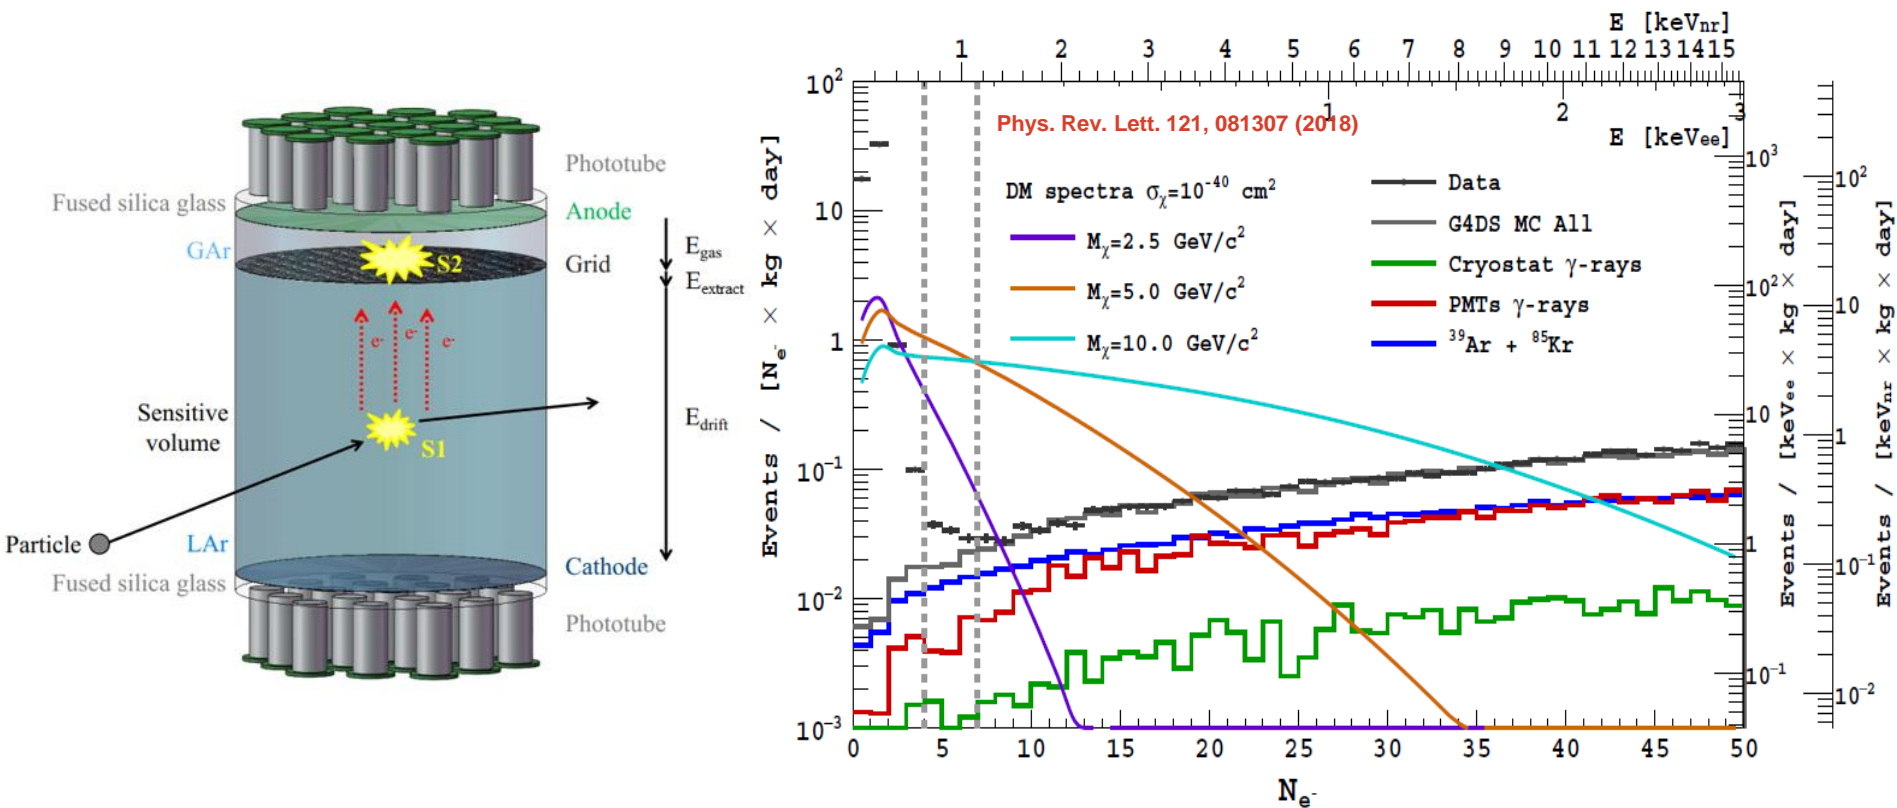 Phototube
Fused silica glass
Anode
GAr
S2
Grid
E_gas
E_extract
e⁻ e⁻ e⁻
Sensitive
volume
E_drift
S1
Particle
LAr
Cathode
Fused silica glass
Phototube
E [keVnr]
1 2 3 4 5 6 7 8 9 10 11 12 13 14 15
1 2 3
E [keVee]
Phys. Rev. Lett. 121, 081307 (2018)
DM spectra σχ=10⁻⁴⁰ cm²
Mχ=2.5 GeV/c²
Mχ=5.0 GeV/c²
Mχ=10.0 GeV/c²
Data
G4DS MC All
Cryostat γ-rays
PMTs γ-rays
³⁹Ar + ⁸⁵Kr
Events / [Ne⁻ × kg × day]
10²
10
1
10⁻¹
10⁻²
10⁻³
0 5 10 15 20 25 30 35 40 45 50
Ne⁻
10³
10²
10
1
10⁻¹
Events / [keVee × kg × day]
10²
10
1
10⁻¹
10⁻²
Events / [keVnr × kg × day]